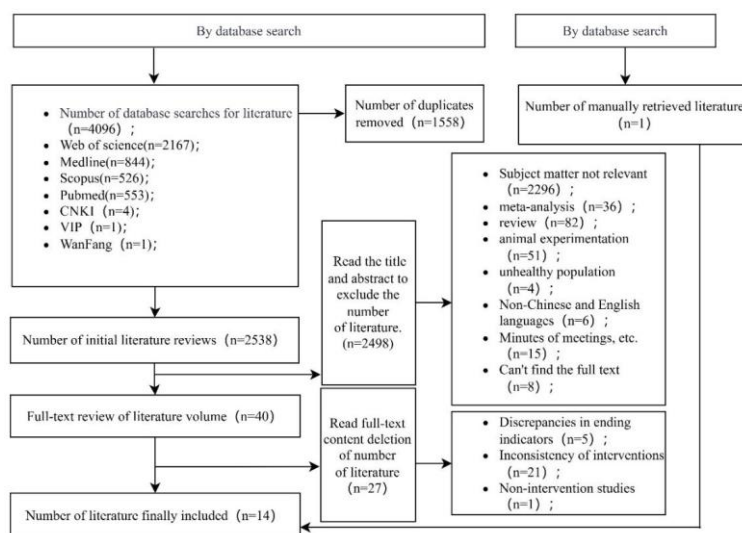 By database search
By database search
Number of database searches for literature
(n=4096) ;
Web of science(n=2167);
Medline(n=844);
Scopus(n=526);
Pubmed(n=553);
CNKI (n=4);
VIP (n=1);
WanFang (n=1);
Number of duplicates
removed (n=1558)
Number of manually retrieved literature
(n=1)
Read the title
and abstract to
exclude the
number
of literature.
(n=2498)
Subject matter not relevant
(n=2296) ;
meta-analysis (n=36) ;
review (n=82) ;
animal experimentation
(n=51) ;
unhealthy population
(n=4) ;
Non-Chinese and English
languages (n=6) ;
Minutes of meetings, etc.
(n=15) ;
Can't find the full text
(n=8) ;
Number of initial literature reviews (n=2538)
Full-text review of literature volume (n=40)
Read full-text
content deletion
of number
of literature
(n=27)
Discrepancies in ending
indicators (n=5) ;
Inconsistency of interventions
(n=21) ;
Non-intervention studies
(n=1) ;
Number of literature finally included (n=14)